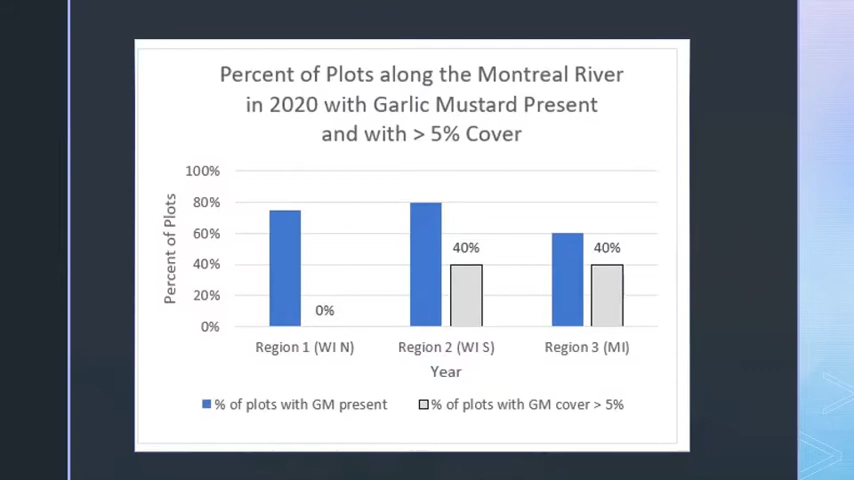 Percent of Plots along the Montreal River
in 2020 with Garlic Mustard Present
and with > 5% Cover
Percent of Plots
100%
80%
60%
40%
20%
0%
0%
40%
40%
Region 1 (WI N)
Region 2 (WI S)
Region 3 (MI)
Year
% of plots with GM present
% of plots with GM cover > 5%